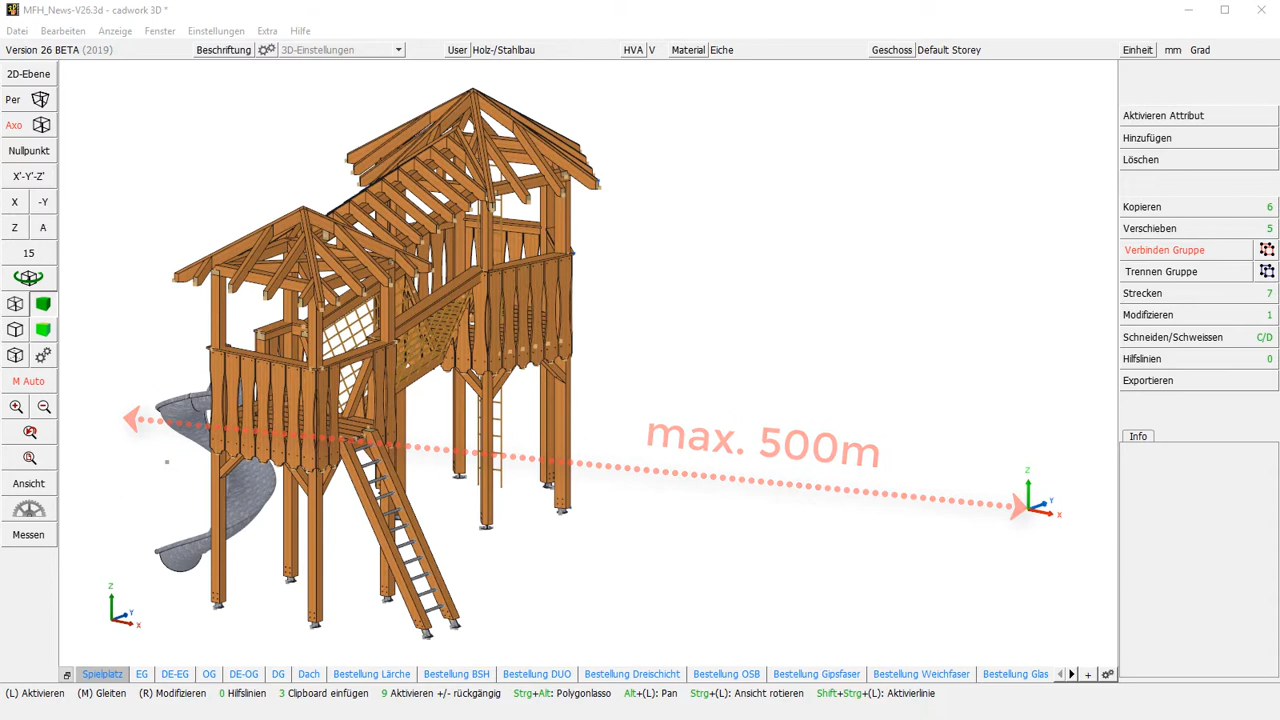 MFH_News-V26.3d - cadwork 3D *
Datei Bearbeiten Anzeige Fenster Einstellungen Extra Hilfe
Version 26 BETA (2019) Beschriftung 3D-Einstellungen User Holz-/Stahlbau HVA V Material Eiche Geschoss Default Storey Einheit mm Grad
2D-Ebene
Per
Axo
Nullpunkt
X'-Y'-Z'
X -Y
Z A
15
M Auto
Ansicht
Messen
Aktivieren Attribut
Hinzufügen
Löschen
Kopieren 6
Verschieben 5
Verbinden Gruppe
Trennen Gruppe
Strecken 7
Modifizieren 1
Schneiden/Schweissen C/D
Hilfslinien 0
Exportieren
Info
max. 500m
Z
Y
X
Z
Y
X
Spielplatz EG DE-EG OG DE-OG DG Dach Bestellung Lärche Bestellung BSH Bestellung DUO Bestellung Dreischicht Bestellung OSB Bestellung Gipsfaser Bestellung Weichfaser Bestellung Glas
(L) Aktivieren (M) Gleiten (R) Modifizieren 0 Hilfslinien 3 Clipboard einfügen 9 Aktivieren +/- rückgängig Strg+Alt: Polygonlasso Alt+(L): Pan Strg+(L): Ansicht rotieren Shift+Strg+(L): Aktivierlinie